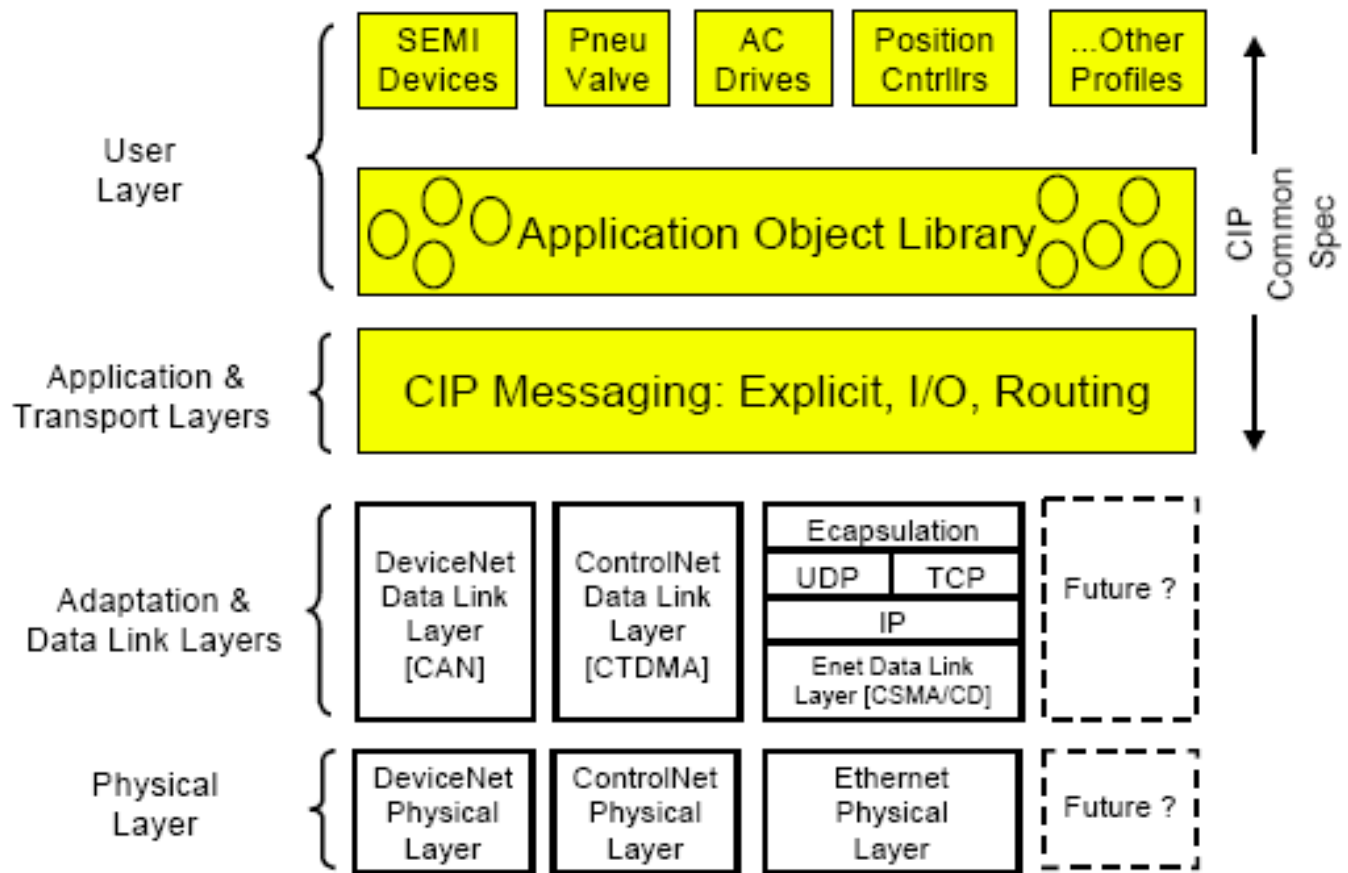 SEMI
Devices
Pneu
Valve
AC
Drives
Position
Cntrllrs
...Other
Profiles
User
Layer
Application Object Library
CIP
Common
Spec
Application &
Transport Layers
CIP Messaging: Explicit, I/O, Routing
Adaptation &
Data Link Layers
DeviceNet
Data Link
Layer
[CAN]
ControlNet
Data Link
Layer
[CTDMA]
Ecapsulation
UDP
TCP
IP
Enet Data Link
Layer [CSMA/CD]
Future ?
Physical
Layer
DeviceNet
Physical
Layer
ControlNet
Physical
Layer
Ethernet
Physical
Layer
Future ?